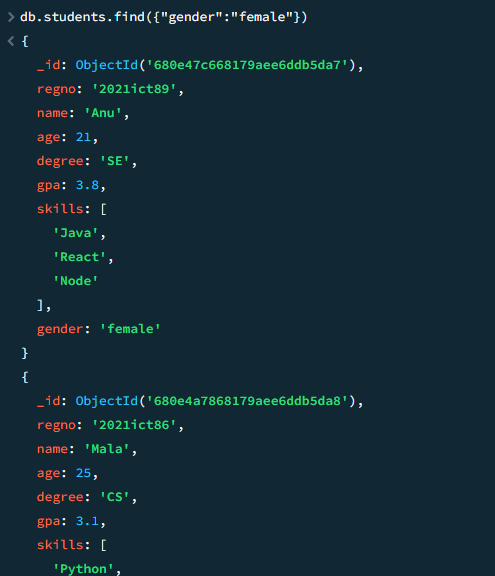 > db.students.find({"gender":"female"})
< {
_id: ObjectId('680e47c668179aee6ddb5da7'),
regno: '2021ict89',
name: 'Anu',
age: 21,
degree: 'SE',
gpa: 3.8,
skills: [
'Java',
'React',
'Node'
],
gender: 'female'
}
{
_id: ObjectId('680e4a7868179aee6ddb5da8'),
regno: '2021ict86',
name: 'Mala',
age: 25,
degree: 'CS',
gpa: 3.1,
skills: [
'Python',